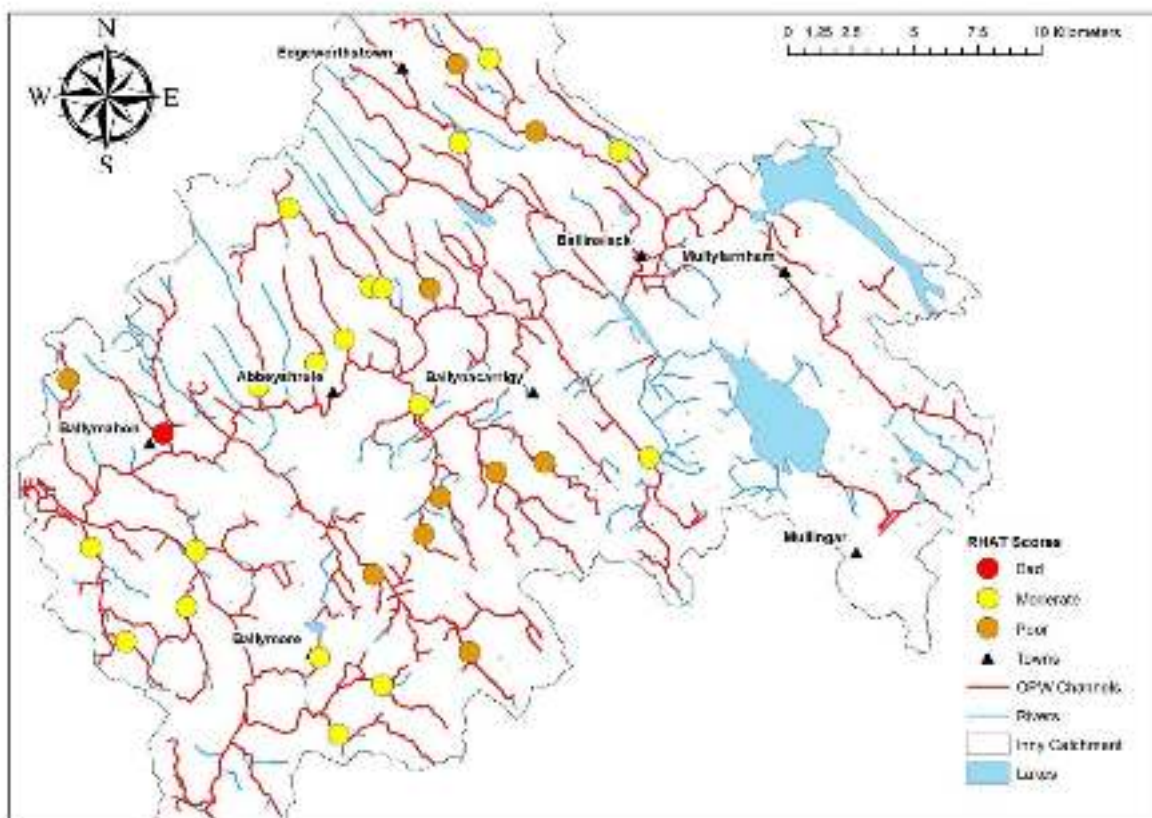 N
W E
S
0 1.25 2.5 5 7.5 10 Kilometers
Edgeworthstown
Ballinalack
Multyfarnham
Abbeyshrule
Ballynacarrigy
Ballymahon
Mullingar
Ballymore
RHAT Scores
Bad
Moderate
Poor
Towns
OPW Channels
Rivers
Inny Catchment
Lakes